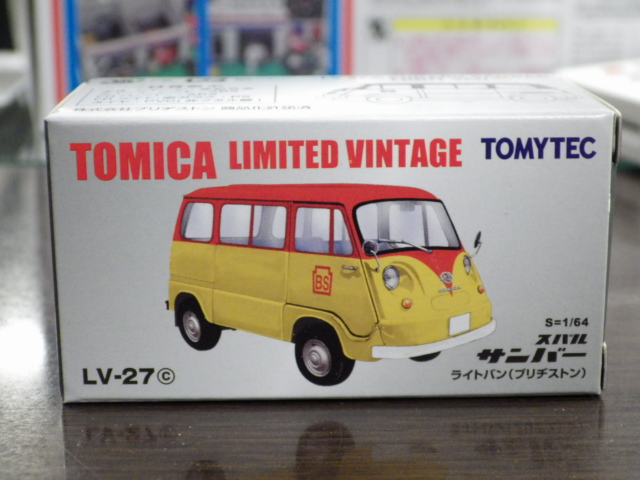 TOMICA LIMITED VINTAGE TOMYTEC
BS
S=1/64
スバル
サンバー
LV-27©
ライトバン(ブリヂストン)